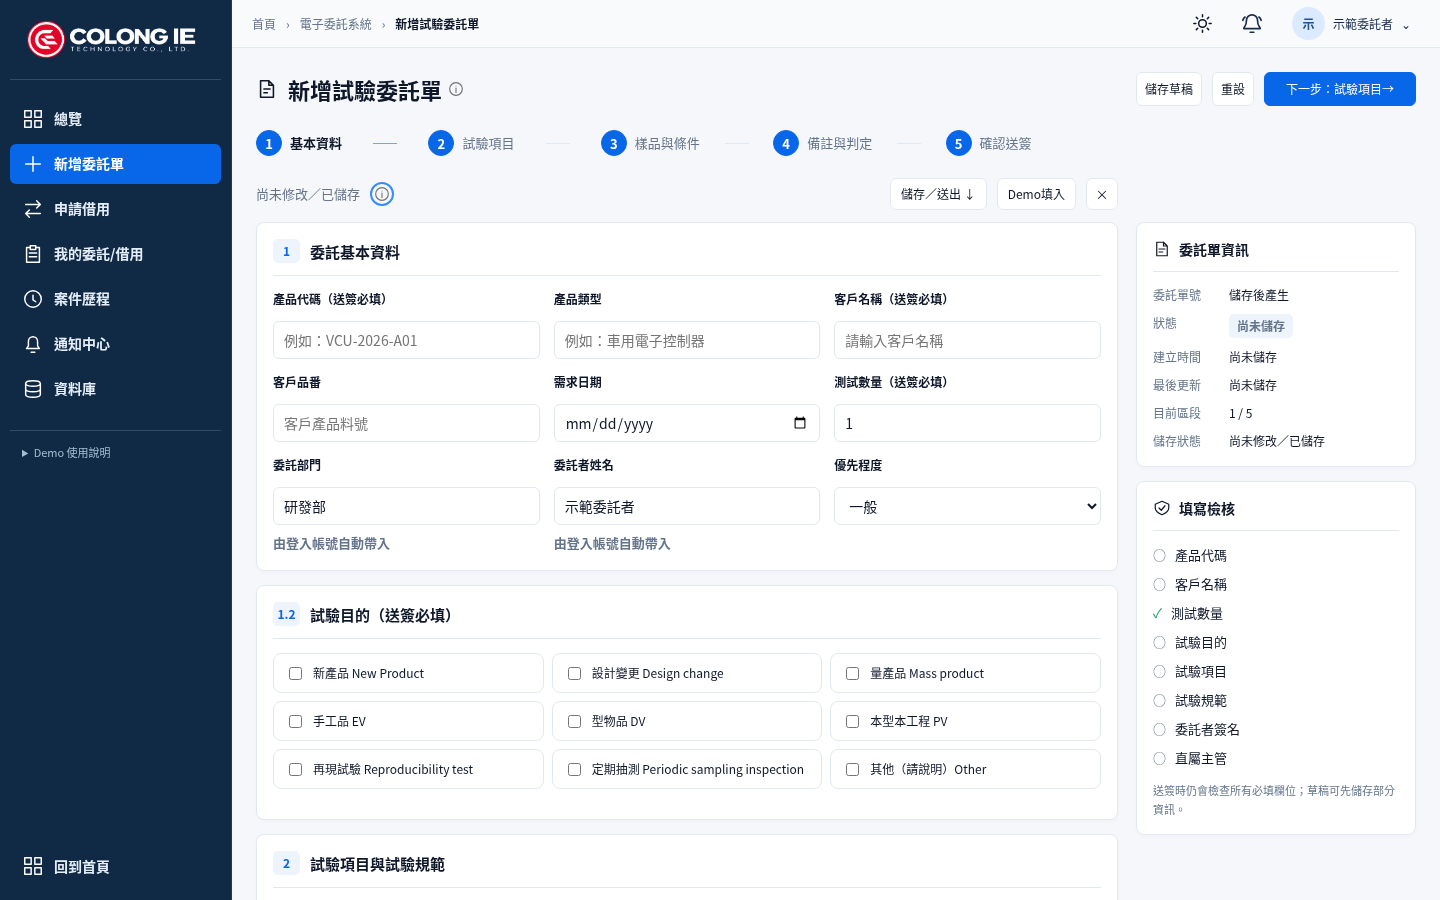 COLONG IE
TECHNOLOGY CO., LTD.
總覽
新增委託單
申請借用
我的委託/借用
案件歷程
通知中心
資料庫
Demo 使用說明
回到首頁
首頁 › 電子委託系統 › 新增試驗委託單
示 示範委託者
新增試驗委託單
儲存草稿 重設 下一步：試驗項目→
1 基本資料 2 試驗項目 3 樣品與條件 4 備註與判定 5 確認送簽
尚未修改／已儲存
儲存／送出 ↓ Demo填入 ×
1 委託基本資料
產品代碼（送簽必填） 產品類型 客戶名稱（送簽必填）
例如：VCU-2026-A01 例如：車用電子控制器 請輸入客戶名稱
客戶品番 需求日期 測試數量（送簽必填）
客戶產品料號 mm/dd/yyyy 1
委託部門 委託者姓名 優先程度
研發部 示範委託者 一般
由登入帳號自動帶入 由登入帳號自動帶入
1.2 試驗目的（送簽必填）
新產品 New Product 設計變更 Design change 量產品 Mass product
手工品 EV 型物品 DV 本型本工程 PV
再現試驗 Reproducibility test 定期抽測 Periodic sampling inspection 其他（請說明）Other
2 試驗項目與試驗規範
委託單資訊
委託單號 儲存後產生
狀態 尚未儲存
建立時間 尚未儲存
最後更新 尚未儲存
目前區段 1 / 5
儲存狀態 尚未修改／已儲存
填寫檢核
產品代碼
客戶名稱
✓ 測試數量
試驗目的
試驗項目
試驗規範
委託者簽名
直屬主管
送簽時仍會檢查所有必填欄位；草稿可先儲存部分
資訊。